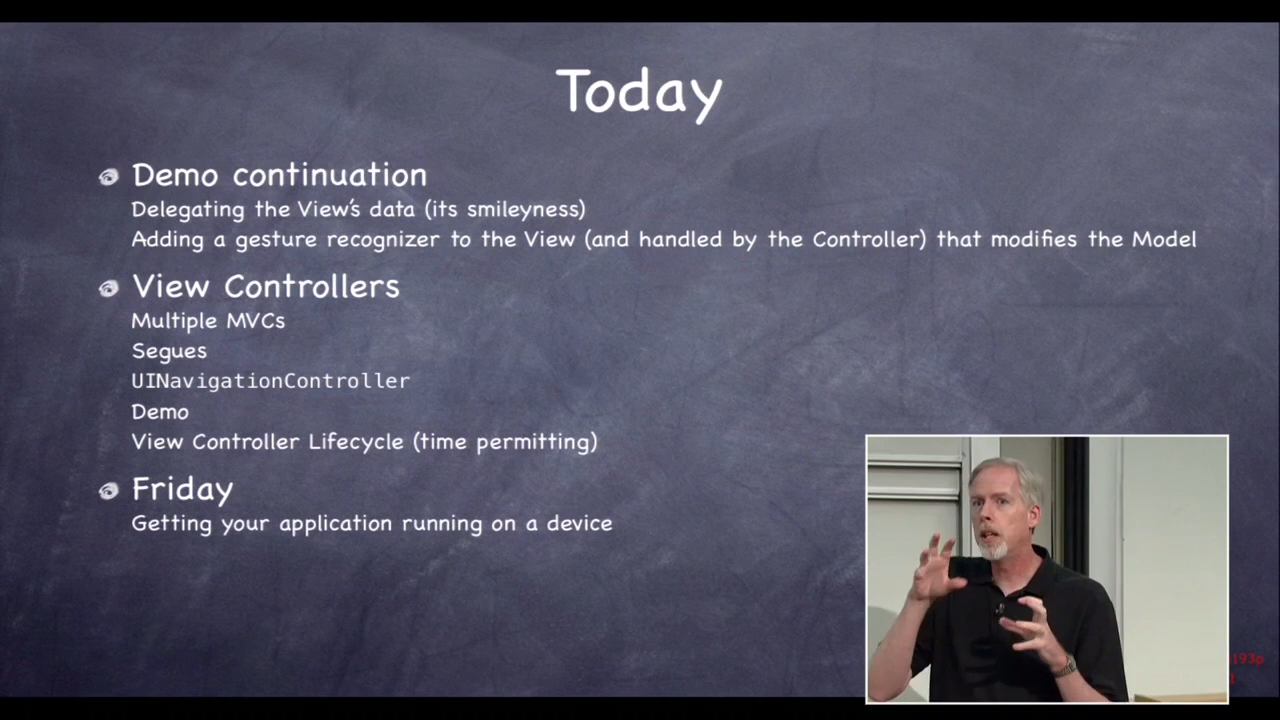 Today
Demo continuation
Delegating the View's data (its smileyness)
Adding a gesture recognizer to the View (and handled by the Controller) that modifies the Model
View Controllers
Multiple MVCs
Segues
UINavigationController
Demo
View Controller Lifecycle (time permitting)
Friday
Getting your application running on a device
193p